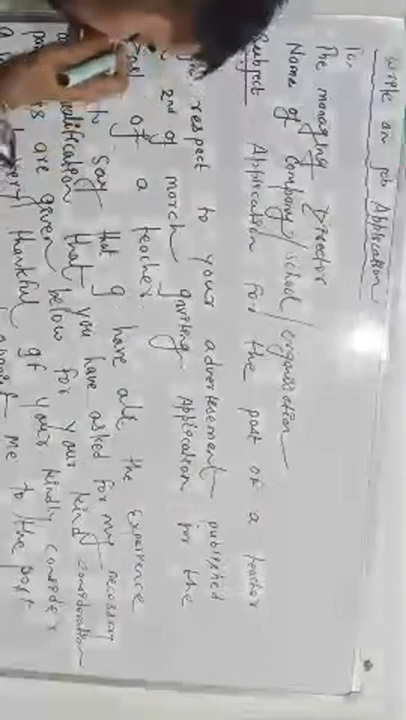 write an job Application
To,
The managing Director
Name of Company/school/organisation
Subject: Application for the post of a teacher
respect to your advertesement published
2nd of march inviting Application for the
of a teacher.
to say that I have all the Experience
qualification that you have asked for my necessary
are given below for your kind consideration
thankful if your kindly consider
me to the post